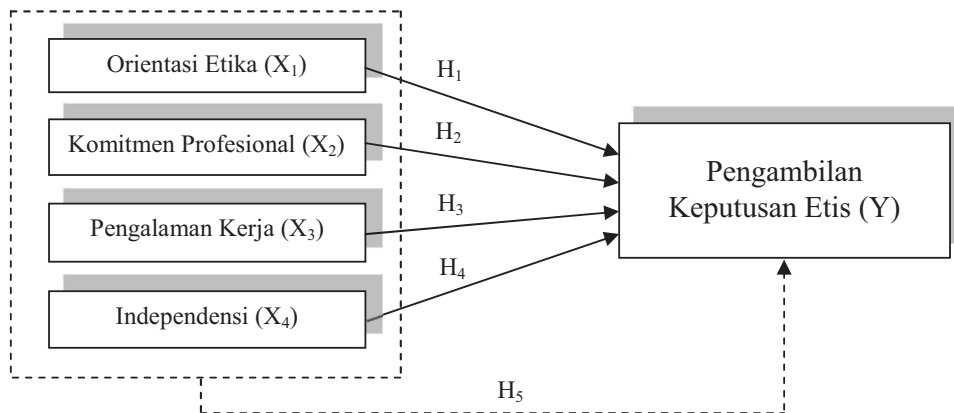 Orientasi Etika (X₁)
H₁
Komitmen Profesional (X₂)
H₂
Pengalaman Kerja (X₃)
H₃
Independensi (X₄)
H₄
Pengambilan
Keputusan Etis (Y)
H₅